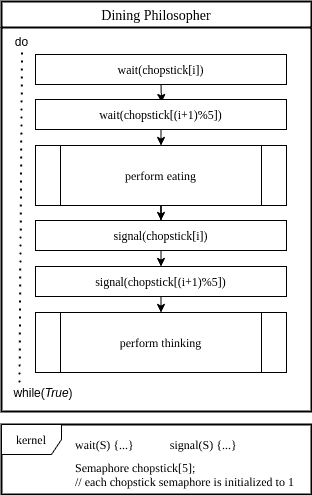 Dining Philosopher
do
wait(chopstick[i])
wait(chopstick[(i+1)%5])
perform eating
signal(chopstick[i])
signal(chopstick[(i+1)%5])
perform thinking
while(True)
kernel
wait(S) {...} signal(S) {...}
Semaphore chopstick[5];
// each chopstick semaphore is initialized to 1